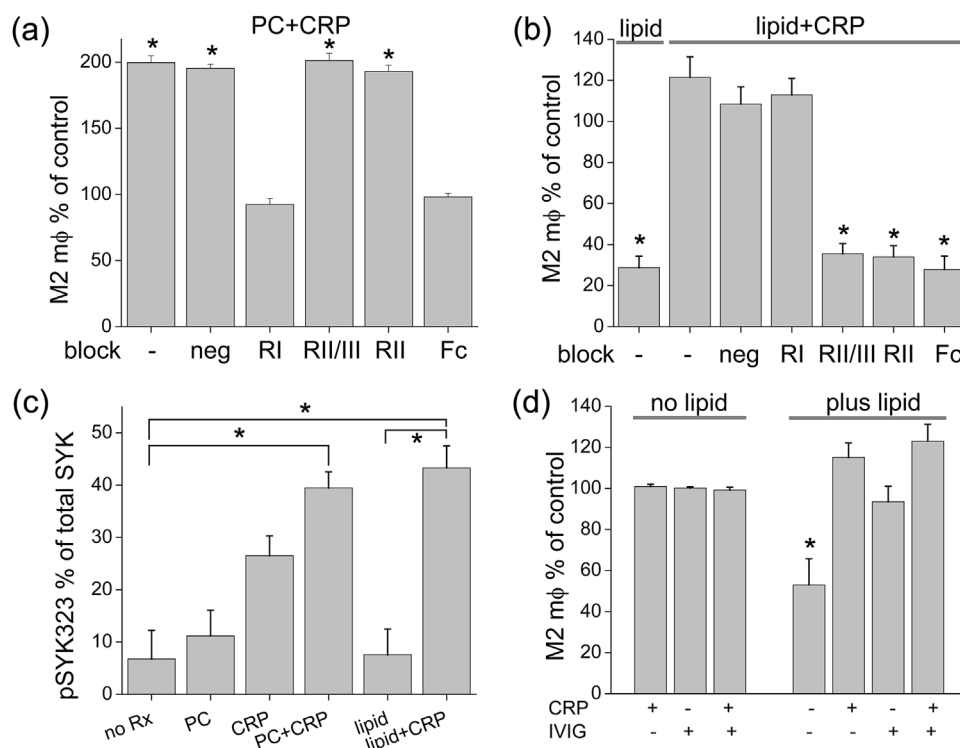 (a)
PC+CRP
M2 mϕ % of control
200
150
100
50
0
* * * *
block - neg RI RII/III RII Fc
(b)
lipid lipid+CRP
M2 mϕ % of control
140
120
100
80
60
40
20
0
* * * *
block - - neg RI RII/III RII Fc
(c)
pSYK323 % of total SYK
50
40
30
20
10
0
*
*
*
no Rx PC CRP PC+CRP lipid lipid+CRP
(d)
no lipid plus lipid
M2 mϕ % of control
140
120
100
80
60
40
20
0
*
CRP + - + - + - +
IVIG - + + - - + +